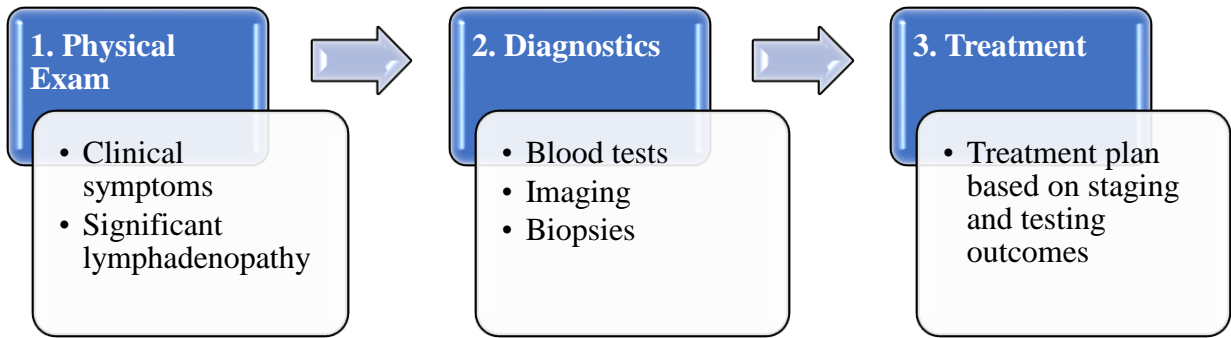 1. Physical
Exam
• Clinical
symptoms
• Significant
lymphadenopathy
2. Diagnostics
• Blood tests
• Imaging
• Biopsies
3. Treatment
• Treatment plan
based on staging
and testing
outcomes